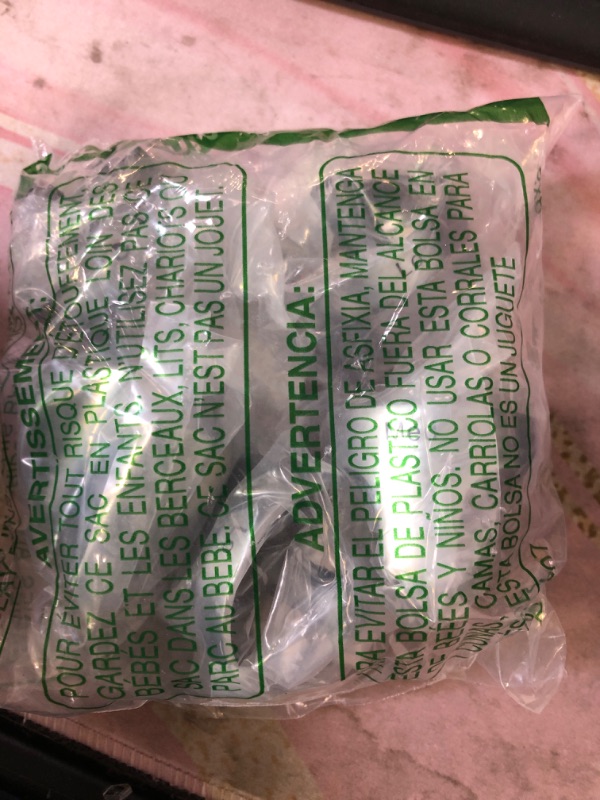 AVERTISSEMENT:
POUR ÉVITER TOUT RISQUE D'ÉTOUFFEMENT,
GARDEZ CE SAC EN PLASTIQUE LOIN DES
BÉBÉS ET LES ENFANTS. N'UTILISEZ PAS CE
SAC DANS LES BERCEAUX, LITS, CHARIOTS OU
PARC AU BÉBÉ. CE SAC N'EST PAS UN JOUET.
ADVERTENCIA:
PARA EVITAR EL PELIGRO DE ASFIXIA, MANTENGA
ESTA BOLSA DE PLASTICO FUERA DEL ALCANCE
DE BEBES Y NIÑOS. NO USAR ESTA BOLSA EN
CAMAS, CARRIOLAS O CORRALES PARA
ESTA BOLSA NO ES UN JUGUETE